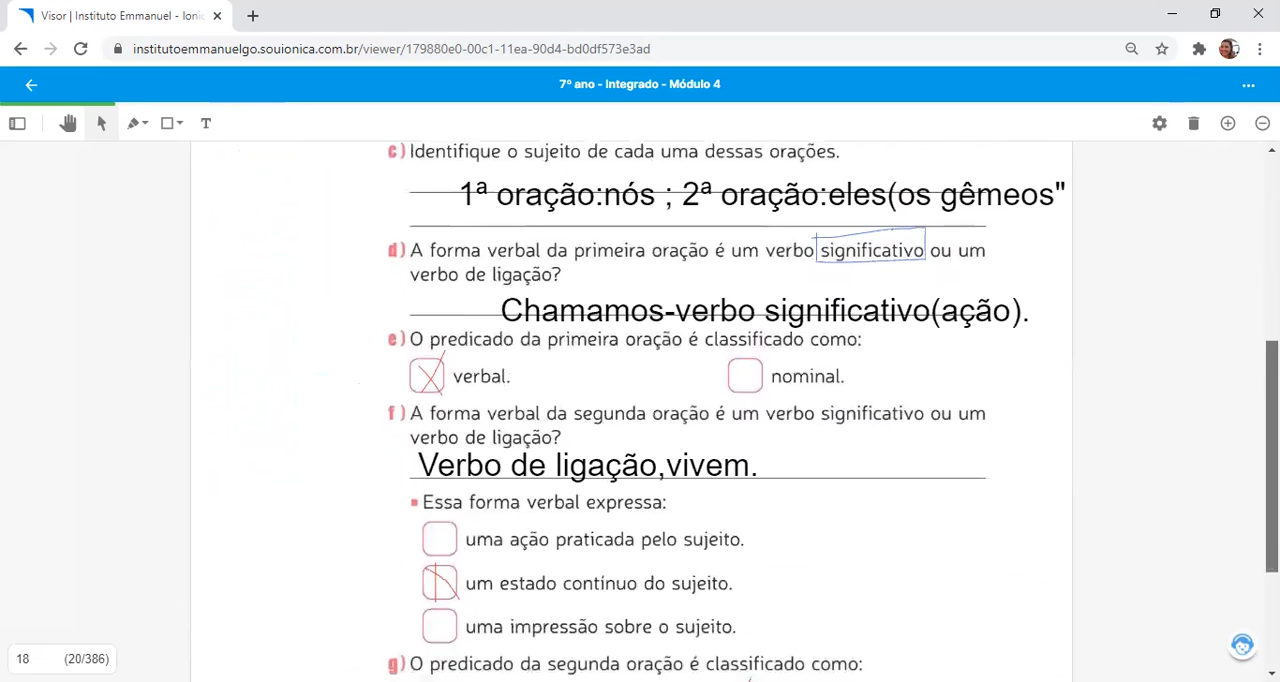 Visor | Instituto Emmanuel - Ionic
institutoemmanuelgo.souionica.com.br/viewer/179880e0-00c1-11ea-90d4-bd0df573e3ad
7º ano - Integrado - Módulo 4
T
c) Identifique o sujeito de cada uma dessas orações.
1ª oração:nós ; 2ª oração:eles(os gêmeos"
d) A forma verbal da primeira oração é um verbo significativo ou um
verbo de ligação?
Chamamos-verbo significativo(ação).
e) O predicado da primeira oração é classificado como:
verbal. nominal.
f) A forma verbal da segunda oração é um verbo significativo ou um
verbo de ligação?
Verbo de ligação,vivem.
Essa forma verbal expressa:
uma ação praticada pelo sujeito.
um estado contínuo do sujeito.
uma impressão sobre o sujeito.
18 (20/386)
g) O predicado da segunda oração é classificado como: